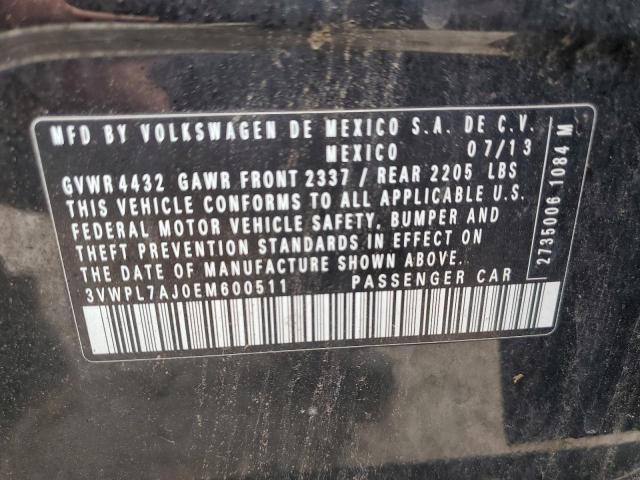 MFD BY VOLKSWAGEN DE MEXICO S.A. DE C.V.
MEXICO 07/13
GVWR 4432 GAWR FRONT 2337 / REAR 2205 LBS
THIS VEHICLE CONFORMS TO ALL APPLICABLE U.S.
FEDERAL MOTOR VEHICLE SAFETY, BUMPER AND
THEFT PREVENTION STANDARDS IN EFFECT ON
THE DATE OF MANUFACTURE SHOWN ABOVE.
3VWPL7AJ0EM600511 PASSENGER CAR
2735006 1084 M